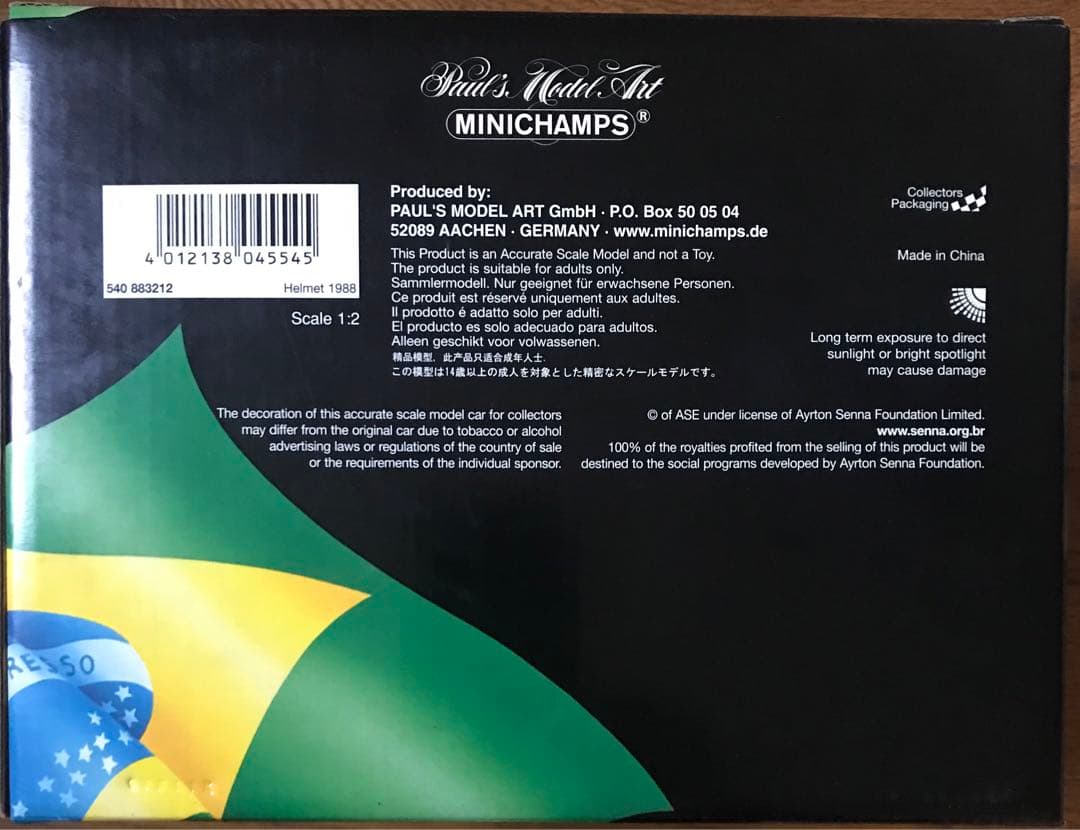 Paul's Model Art
MINICHAMPS®
4 012138 045545
540 883212 Helmet 1988
Scale 1:2
Produced by:
PAUL'S MODEL ART GmbH · P.O. Box 50 05 04
52089 AACHEN · GERMANY · www.minichamps.de
This Product is an Accurate Scale Model and not a Toy.
The product is suitable for adults only.
Sammlermodell. Nur geeignet für erwachsene Personen.
Ce produit est réservé uniquement aux adultes.
Il prodotto é adatto solo per adulti.
El producto es solo adecuado para adultos.
Alleen geschikt voor volwassenen.
精品模型. 此产品只适合成年人士.
この模型は14歳以上の成人を対象とした精密なスケールモデルです。
Collectors
Packaging
Made in China
Long term exposure to direct
sunlight or bright spotlight
may cause damage
The decoration of this accurate scale model car for collectors
may differ from the original car due to tobacco or alcohol
advertising laws or regulations of the country of sale
or the requirements of the individual sponsor.
© of ASE under license of Ayrton Senna Foundation Limited.
www.senna.org.br
100% of the royalties profited from the selling of this product will be
destined to the social programs developed by Ayrton Senna Foundation.
RESSO